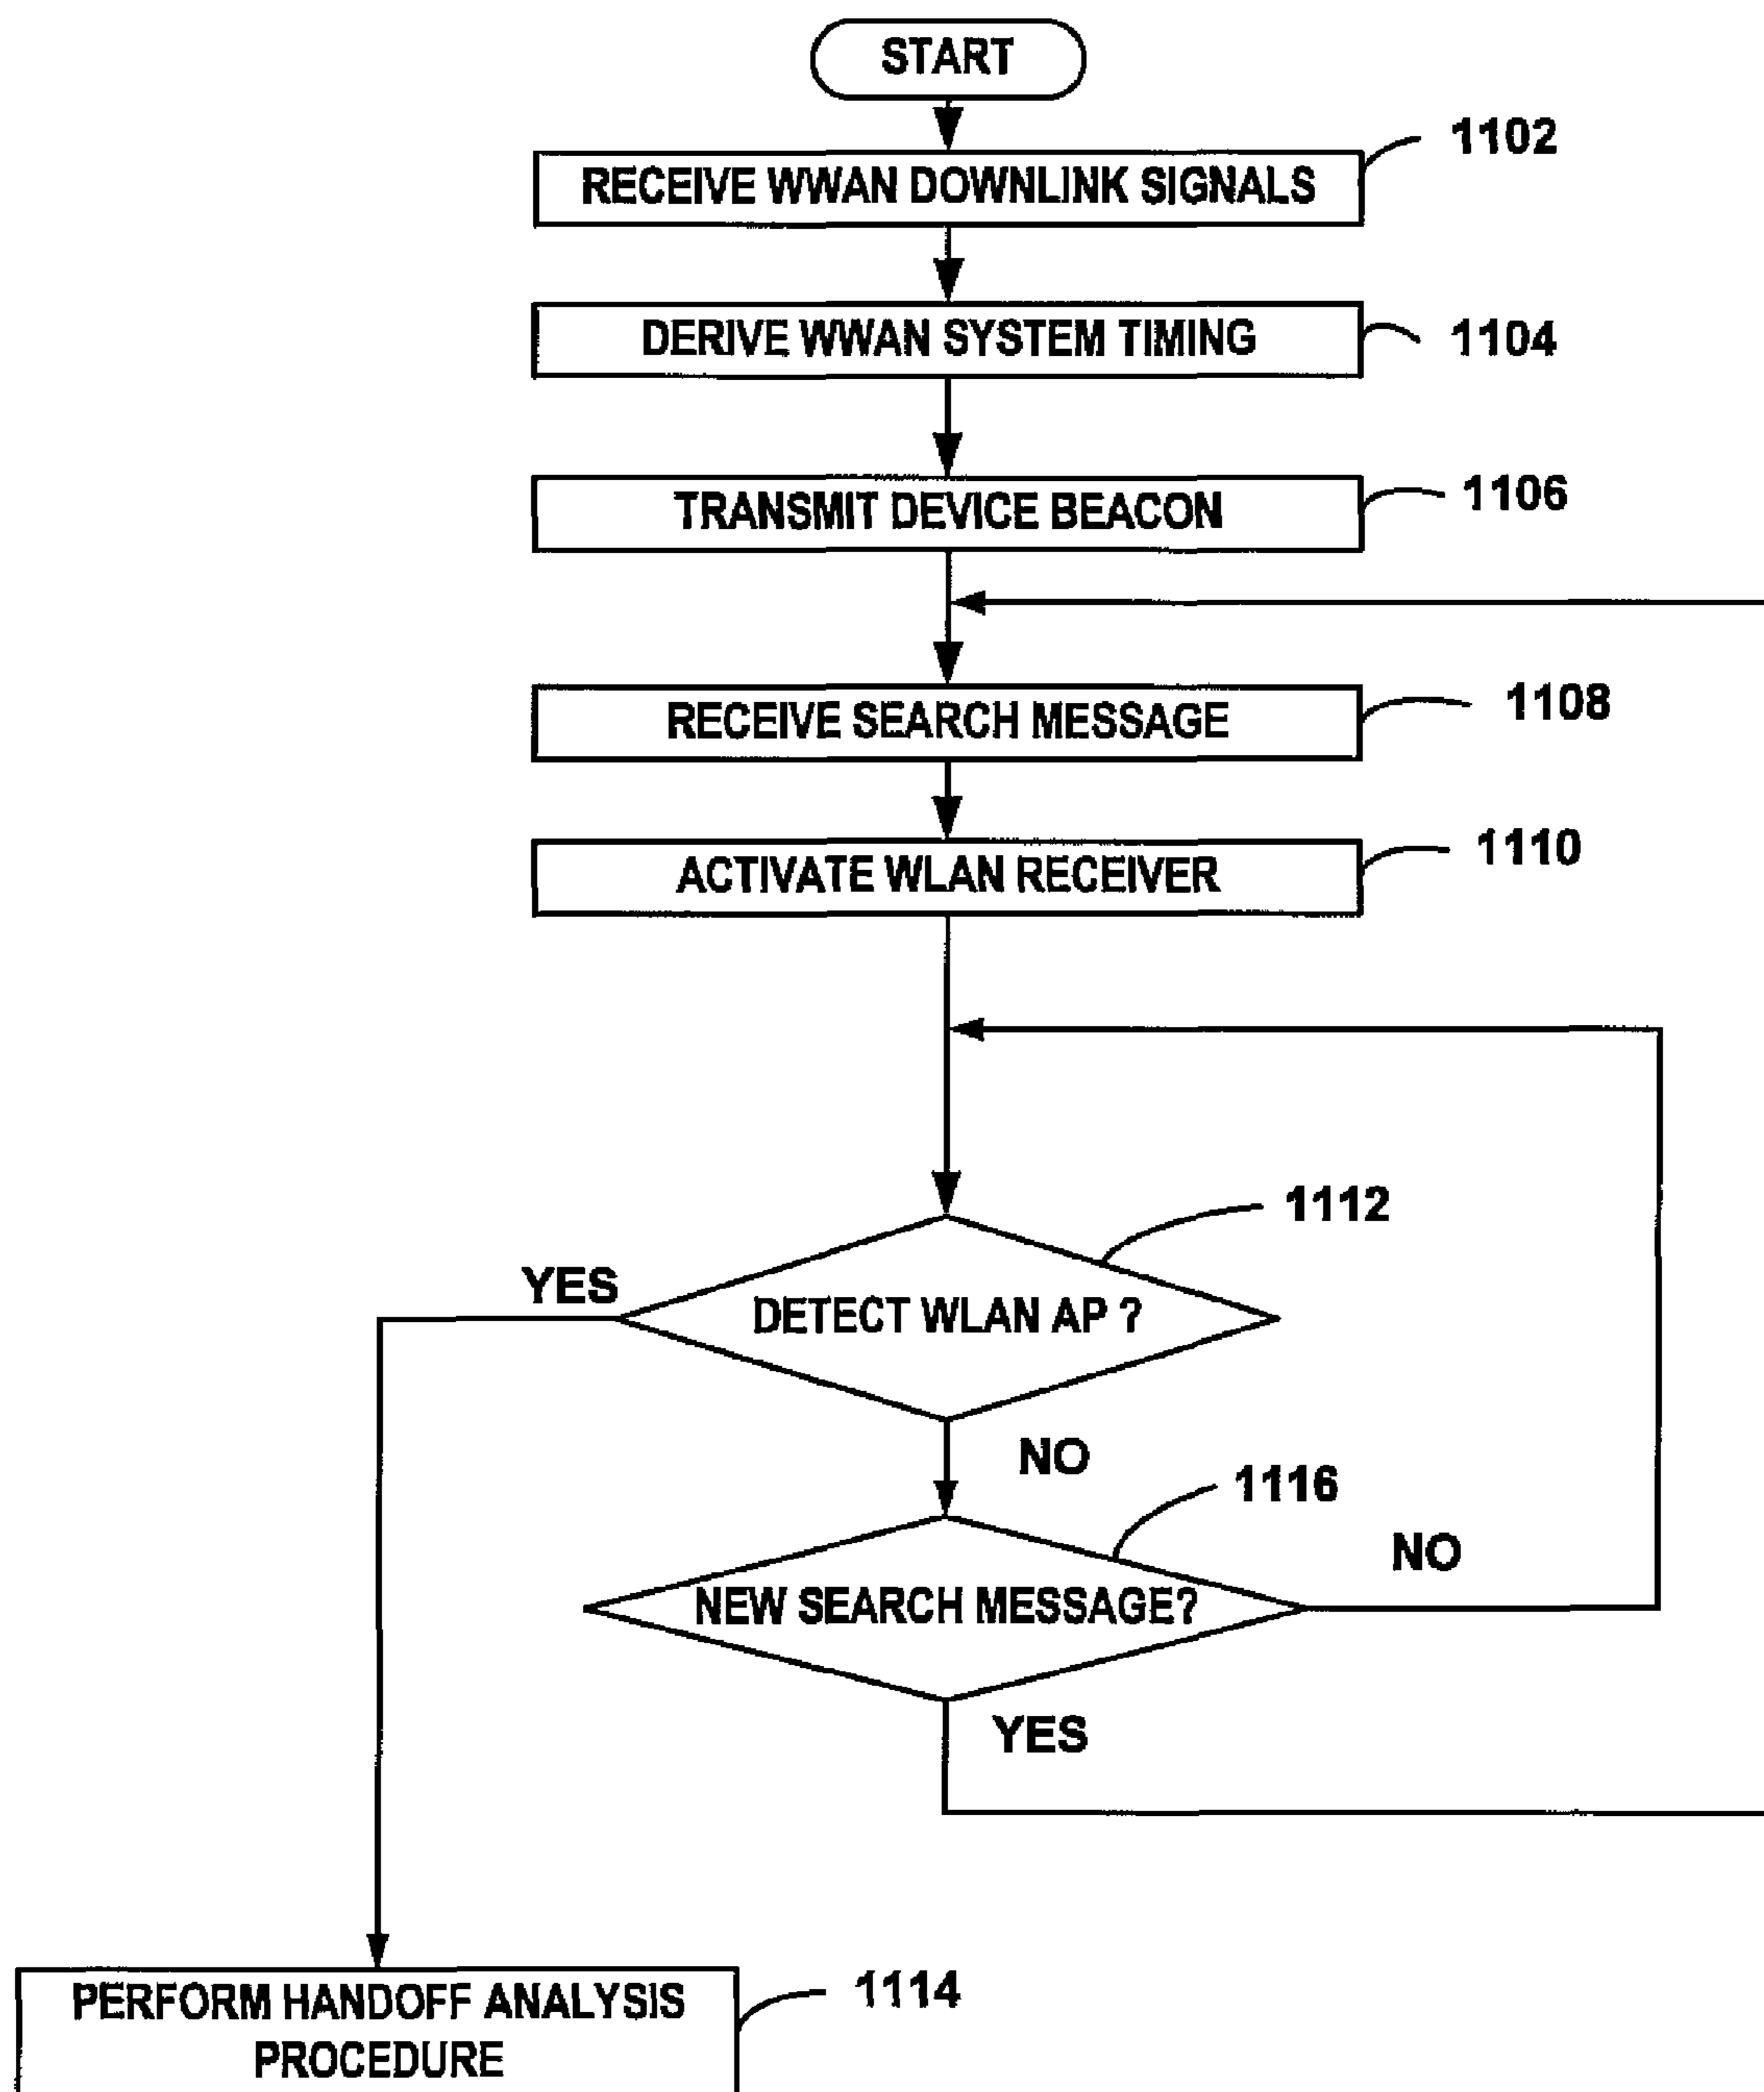 START
1102
RECEIVE WWAN DOWNLINK SIGNALS
DERIVE WWAN SYSTEM TIMING
1104
TRANSMIT DEVICE BEACON
1106
RECEIVE SEARCH MESSAGE
1108
ACTIVATE WLAN RECEIVER
1110
1112
YES
DETECT WLAN AP ?
NO
1116
NO
NEW SEARCH MESSAGE?
YES
1114
PERFORM HANDOFF ANALYSIS
PROCEDURE